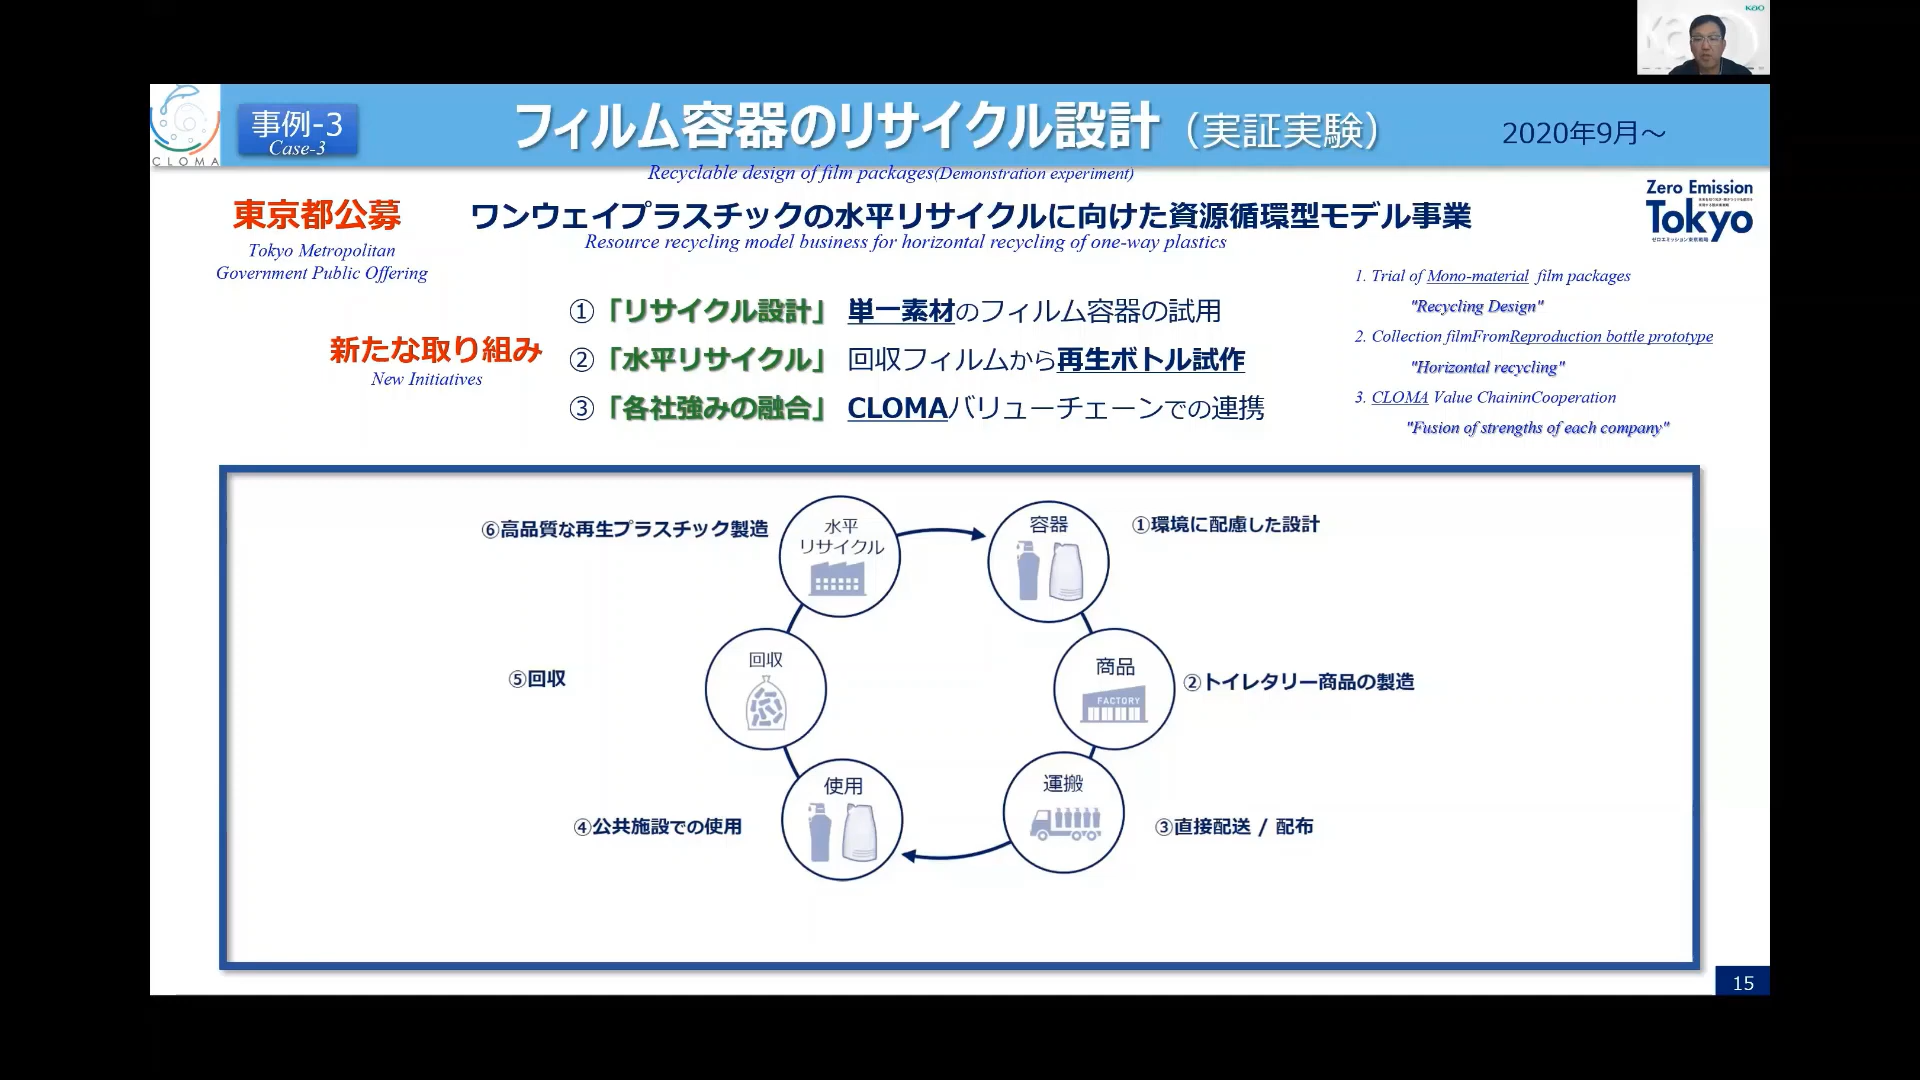 kao
CLOMA
事例-3
Case-3
フィルム容器のリサイクル設計（実証実験）
2020年9月～
Recyclable design of film packages(Demonstration experiment)
東京都公募
Tokyo Metropolitan
Government Public Offering
ワンウェイプラスチックの水平リサイクルに向けた資源循環型モデル事業
Resource recycling model business for horizontal recycling of one-way plastics
Zero Emission
Tokyo
ゼロエミッション東京戦略
新たな取り組み
New Initiatives
①「リサイクル設計」 単一素材のフィルム容器の試用
②「水平リサイクル」 回収フィルムから再生ボトル試作
③「各社強みの融合」 CLOMAバリューチェーンでの連携
1. Trial of Mono-material film packages
"Recycling Design"
2. Collection filmFromReproduction bottle prototype
"Horizontal recycling"
3. CLOMA Value ChaininCooperation
"Fusion of strengths of each company"
⑥高品質な再生プラスチック製造
水平
リサイクル
容器
①環境に配慮した設計
⑤回収
回収
商品
FACTORY
②トイレタリー商品の製造
④公共施設での使用
使用
運搬
③直接配送 / 配布
15